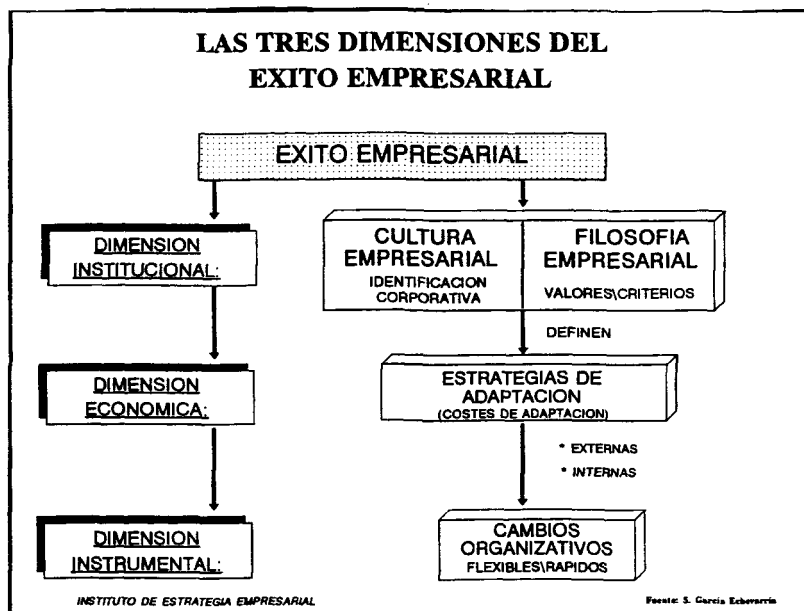 LAS TRES DIMENSIONES DEL
EXITO EMPRESARIAL
EXITO EMPRESARIAL
DIMENSION
INSTITUCIONAL:
CULTURA
EMPRESARIAL
IDENTIFICACION
CORPORATIVA
FILOSOFIA
EMPRESARIAL
VALORES\CRITERIOS
DEFINEN
DIMENSION
ECONOMICA:
ESTRATEGIAS DE
ADAPTACION
(COSTES DE ADAPTACION)
* EXTERNAS
* INTERNAS
DIMENSION
INSTRUMENTAL:
CAMBIOS
ORGANIZATIVOS
FLEXIBLES\RAPIDOS
INSTITUTO DE ESTRATEGIA EMPRESARIAL
Fuente: S. García Echevarría